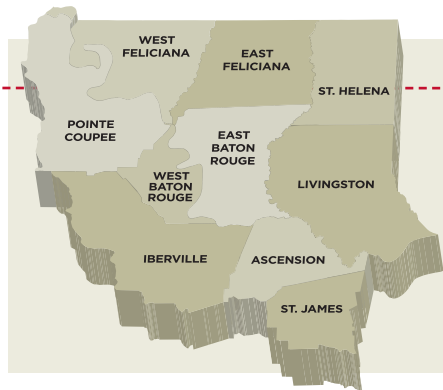 WEST
FELICIANA
EAST
FELICIANA
ST. HELENA
POINTE
COUPEE
EAST
BATON
ROUGE
WEST
BATON
ROUGE
LIVINGSTON
IBERVILLE
ASCENSION
ST. JAMES